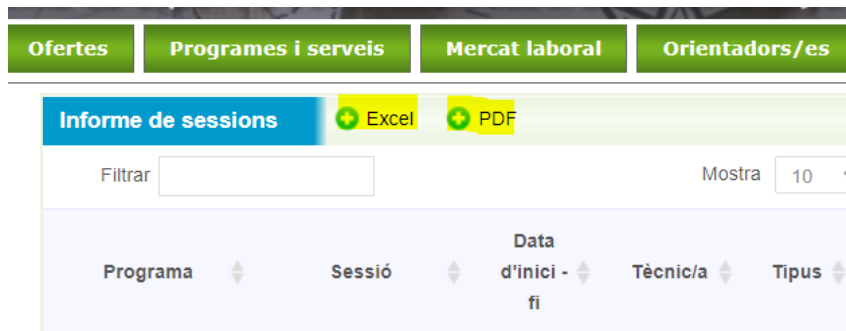 Ofertes Programes i serveis Mercat laboral Orientadors/es
Informe de sessions Excel PDF
Filtrar Mostra 10
Data
Programa Sessió d'inici - Tècnic/a Tipus
fi